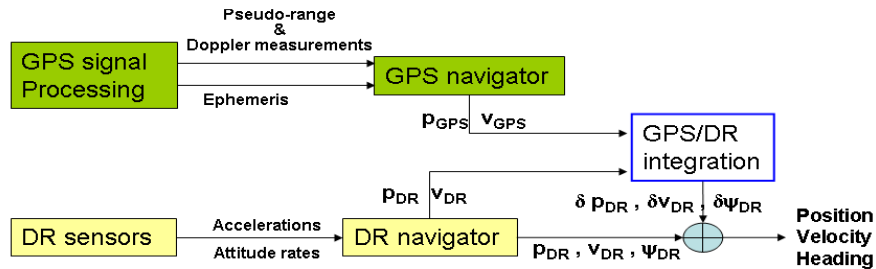 Pseudo-range
&
Doppler measurements
GPS signal
Processing
GPS navigator
Ephemeris
pGPS vGPS
GPS/DR
integration
pDR vDR
δ pDR , δvDR , δψDR
DR sensors
Accelerations
Attitude rates
DR navigator
pDR , vDR , ψDR
Position
Velocity
Heading